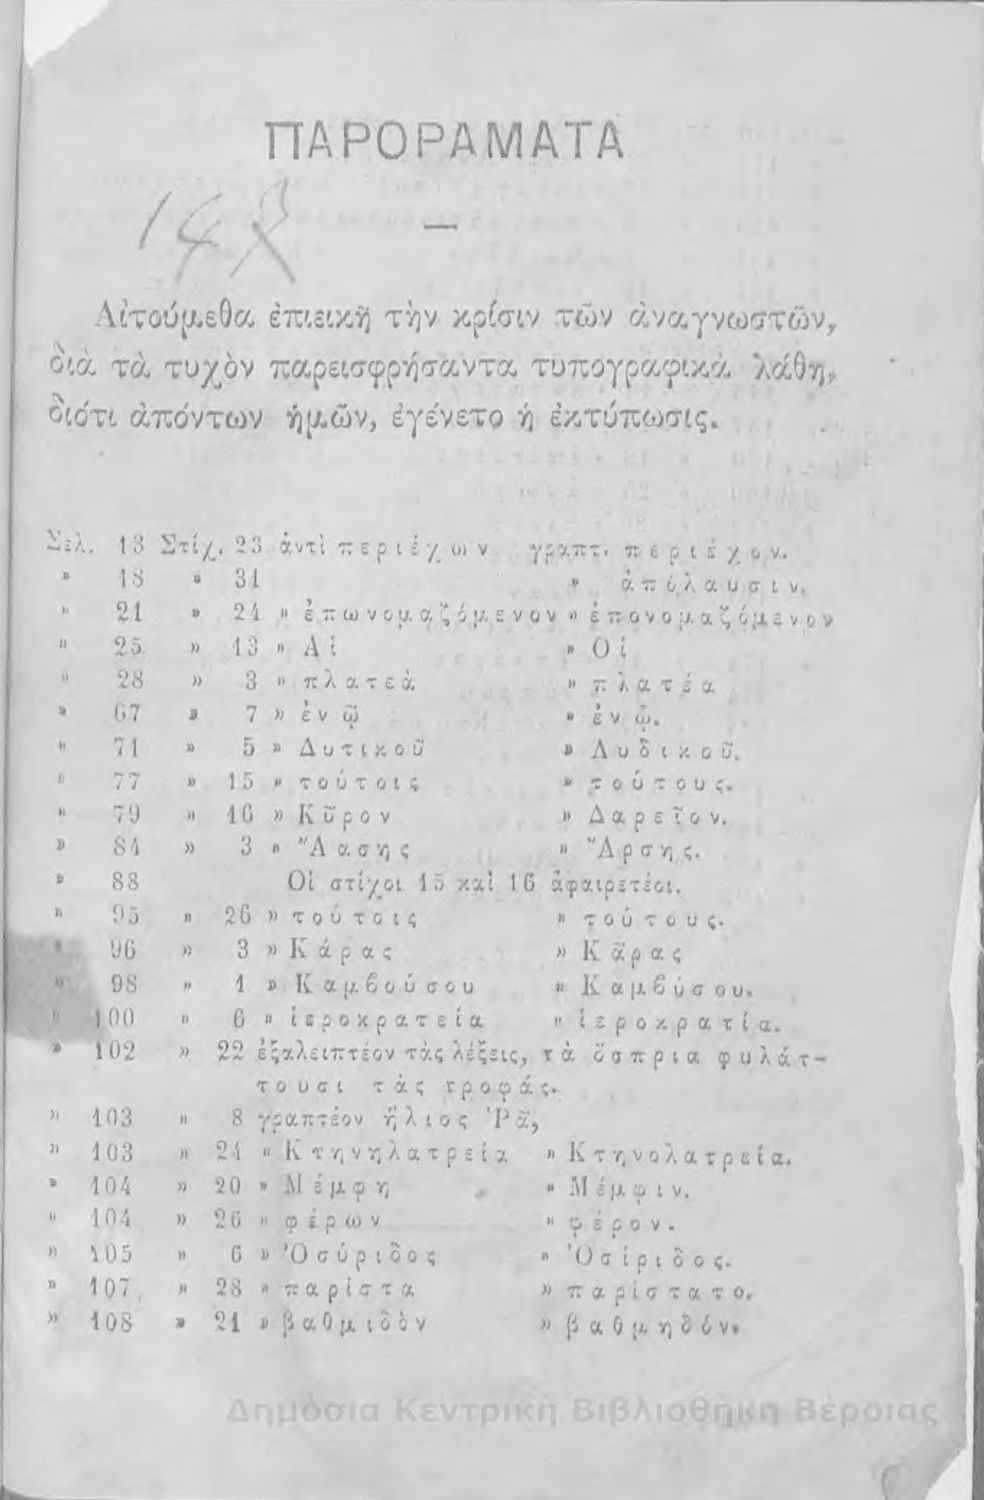 ΠΑΡΟΡΑΜΑΤΑ
Αἰτούμεθα ἐπιεικῆ τὴν κρίσιν τῶν ἀναγνωστῶν,
διὰ τὰ τυχὸν παρεισφρήσαντα τυπογραφικὰ λάθη,
διότι ἀπόντων ἡμῶν, ἐγένετο ἡ ἐκτύπωσις.
Σελ. 13 Στίχ. 23 ἀντὶ περιέχων γραπτ. περιέχον.
» 18 » 31 » ἀπόλαυσιν.
» 21 » 24 » ἐπωνομαζόμενον » ἐπονομαζόμενον
» 25 » 13 » Αἱ » Οἱ
» 28 » 3 » πλατεά » πλατέα
» 67 » 7 » ἐν ᾧ » ἐν ᾧ.
» 71 » 5 » Δυτικοῦ » Λυδικοῦ.
» 77 » 15 » τούτοις » τούτους.
» 79 » 16 » Κῦρον » Δαρεῖον.
» 84 » 3 » Ἄασης » Ἄρσης.
» 88 Οἱ στίχοι 15 καὶ 16 ἀφαιρετέοι.
» 95 » 26 » τούτοις » τούτους.
» 96 » 3 » Κάρας » Κᾶρας
» 98 » 1 » Καμβούσου » Καμβύσου.
» 100 » 6 » ἱεροκρατεία » ἱεροκρατία.
» 102 » 22 ἐξαλειπτέον τὰς λέξεις, τὰ ὄσπρια φυλάτ-
τουσι τὰς τροφάς.
» 103 » 8 γραπτέον ἥλιος Ῥᾶ,
» 103 » 24 » Κτηνηλατρεία » Κτηνολατρεία.
» 104 » 20 » Μέμφη » Μέμφιν.
» 104 » 26 » φέρων » φέρον.
» 105 » 6 » Ὀσύριδος » Ὀσίριδος.
» 107 » 28 » παρίστα » παρίστατο.
» 108 » 21 » βαθμιδὸν » βαθμηδόν.
Δημόσια Κεντρική Βιβλιοθήκη Βέροιας